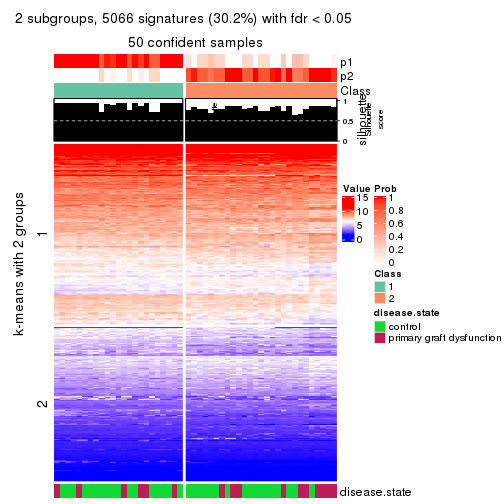 2 subgroups, 5066 signatures (30.2%) with fdr < 0.05
50 confident samples
p1
p2
Class
1
0.5
0
silhouette
score
k-means with 2 groups
1
2
Value
15
10
5
0
Prob
1
0.8
0.6
0.4
0.2
0
Class
1
2
disease.state
control
primary graft dysfunction
disease.state